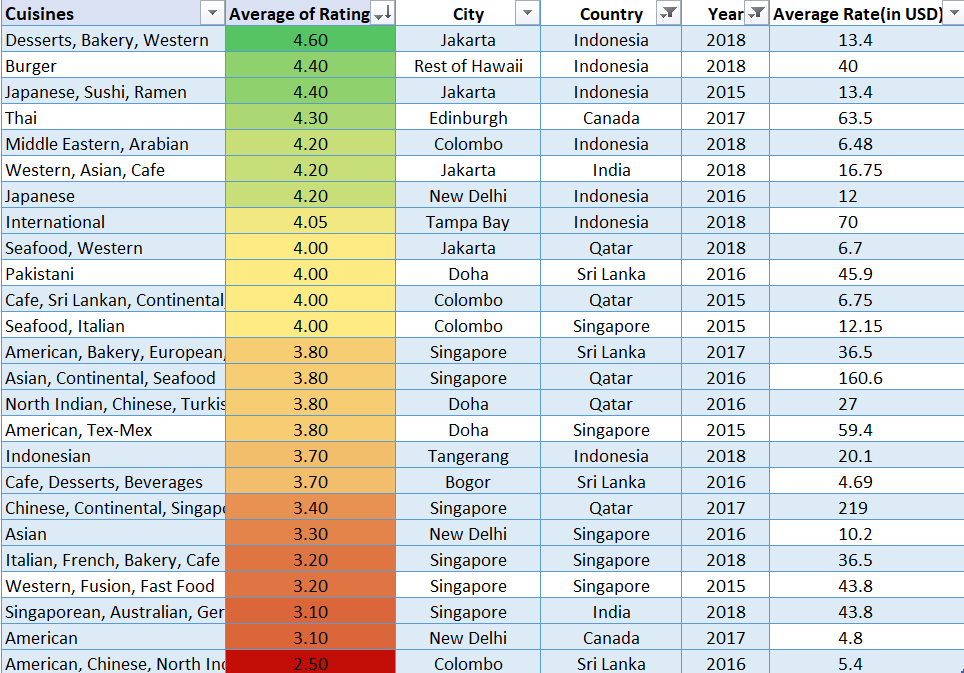 Cuisines Average of Rating City Country Year Average Rate(in USD)
Desserts, Bakery, Western 4.60 Jakarta Indonesia 2018 13.4
Burger 4.40 Rest of Hawaii Indonesia 2018 40
Japanese, Sushi, Ramen 4.40 Jakarta Indonesia 2015 13.4
Thai 4.30 Edinburgh Canada 2017 63.5
Middle Eastern, Arabian 4.20 Colombo Indonesia 2018 6.48
Western, Asian, Cafe 4.20 Jakarta India 2018 16.75
Japanese 4.20 New Delhi Indonesia 2016 12
International 4.05 Tampa Bay Indonesia 2018 70
Seafood, Western 4.00 Jakarta Qatar 2018 6.7
Pakistani 4.00 Doha Sri Lanka 2016 45.9
Cafe, Sri Lankan, Continental 4.00 Colombo Qatar 2015 6.75
Seafood, Italian 4.00 Colombo Singapore 2015 12.15
American, Bakery, European, 3.80 Singapore Sri Lanka 2017 36.5
Asian, Continental, Seafood 3.80 Singapore Qatar 2016 160.6
North Indian, Chinese, Turkis 3.80 Doha Qatar 2016 27
American, Tex-Mex 3.80 Doha Singapore 2015 59.4
Indonesian 3.70 Tangerang Indonesia 2018 20.1
Cafe, Desserts, Beverages 3.70 Bogor Sri Lanka 2016 4.69
Chinese, Continental, Singapo 3.40 Singapore Qatar 2017 219
Asian 3.30 New Delhi Singapore 2016 10.2
Italian, French, Bakery, Cafe 3.20 Singapore Singapore 2018 36.5
Western, Fusion, Fast Food 3.20 Singapore Singapore 2015 43.8
Singaporean, Australian, Ger 3.10 Singapore India 2018 43.8
American 3.10 New Delhi Canada 2017 4.8
American, Chinese, North Ind 2.50 Colombo Sri Lanka 2016 5.4